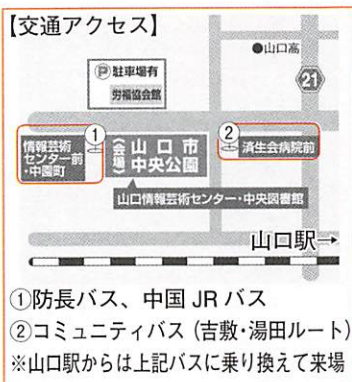 【交通アクセス】
●山口高
Ⓟ駐車場有
労福協会館
21
①
②
情報芸術
センター前
・中園町
(会場)
山口市
中央公園
済生会病院前
山口情報芸術センター・中央図書館
山口駅→
①防長バス、中国 JR バス
②コミュニティバス (吉敷・湯田ルート)
※山口駅からは上記バスに乗り換えて来場